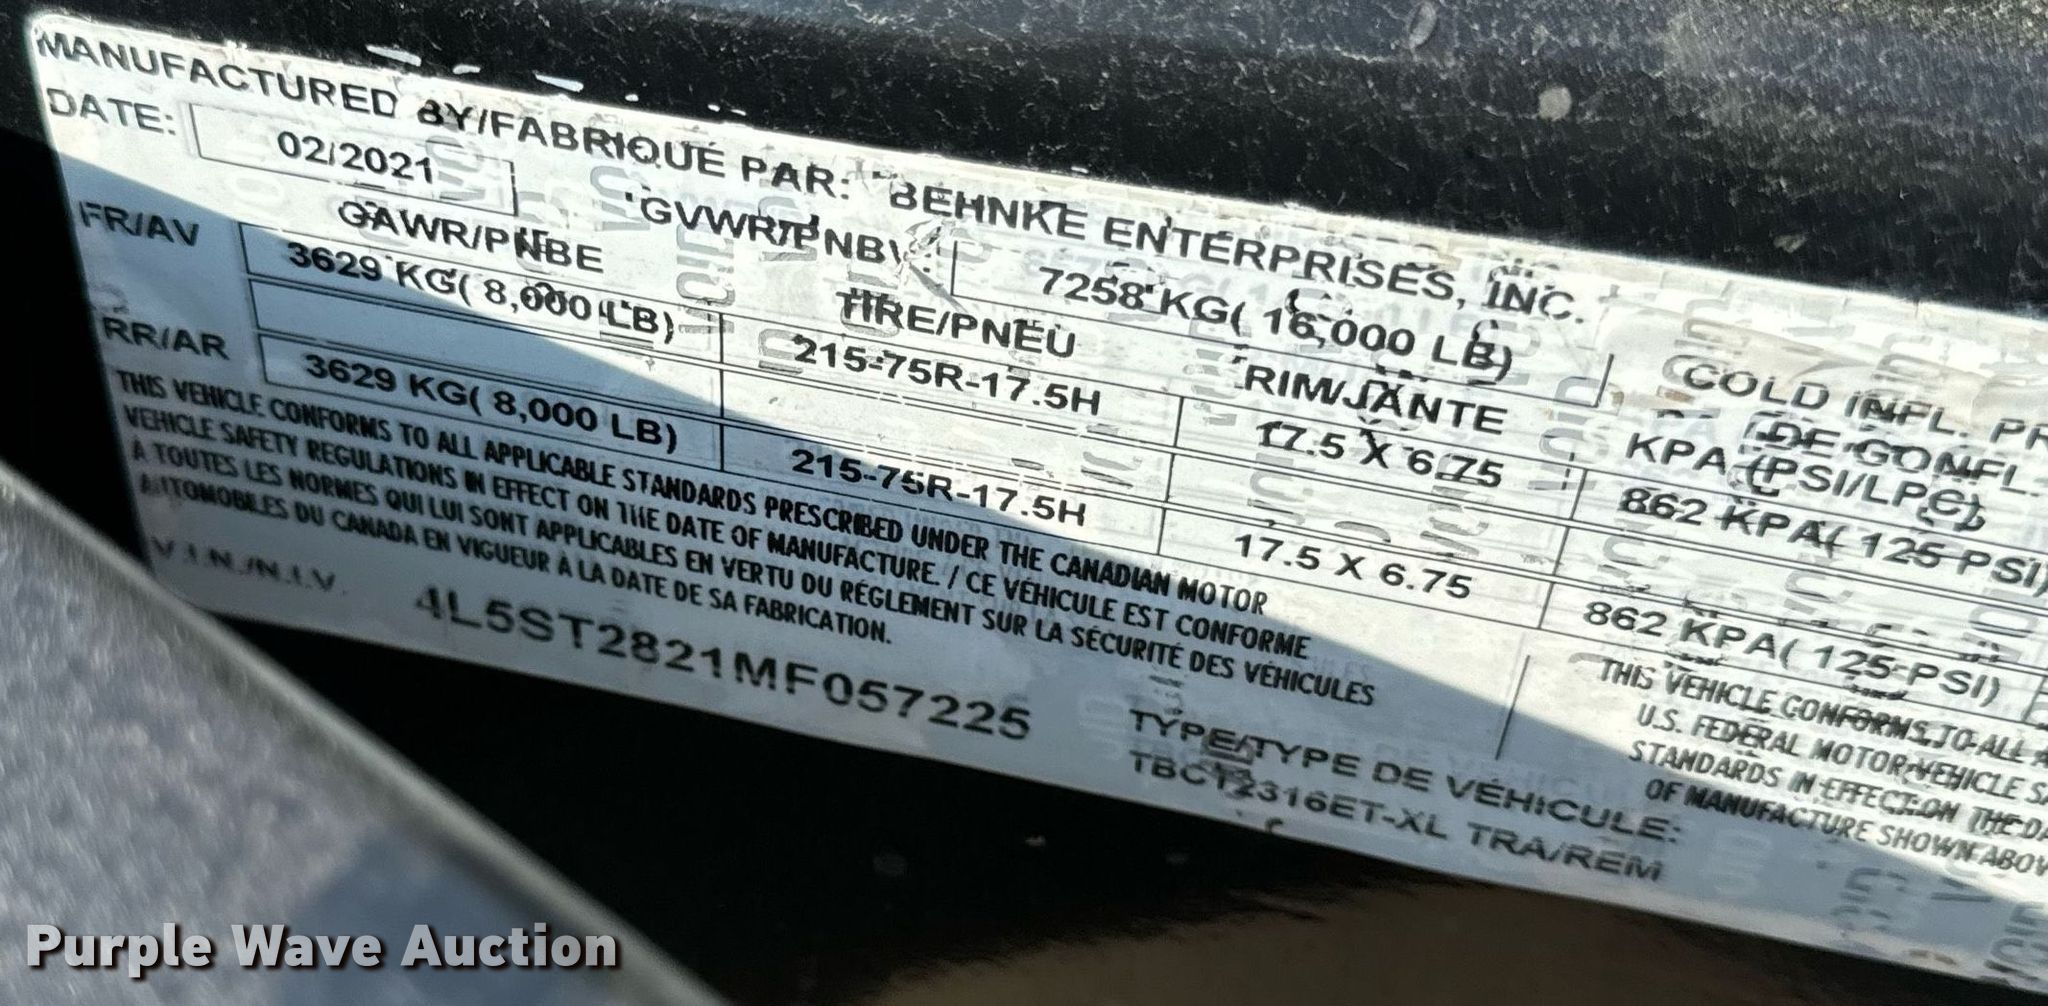 MANUFACTURED BY/FABRIQUÉ PAR: BEHNKE ENTERPRISES, INC.
DATE: 02/2021 GVWR/PNBV: 7258 KG( 16,000 LB)
GAWR/PNBE TIRE/PNEU RIM/JANTE COLD INFL.
DE GONFL.
KPA (PSI/LPC)
FR/AV 3629 KG( 8,000 LB) 215-75R-17.5H 17.5 X 6.75 862 KPA( 125 PSI)
RR/AR 3629 KG( 8,000 LB) 215-75R-17.5H 17.5 X 6.75 862 KPA( 125 PSI)
THIS VEHICLE CONFORMS TO ALL APPLICABLE STANDARDS PRESCRIBED UNDER THE CANADIAN MOTOR
VEHICLE SAFETY REGULATIONS IN EFFECT ON THE DATE OF MANUFACTURE. / CE VÉHICULE EST CONFORME
À TOUTES LES NORMES QUI LUI SONT APPLICABLES EN VERTU DU RÉGLEMENT SUR LA SÉCURITÉ DES VÉHICULES
AUTOMOBILES DU CANADA EN VIGUEUR À LA DATE DE SA FABRICATION.
THIS VEHICLE CONFORMS TO ALL
U.S. FEDERAL MOTOR VEHICLE
STANDARDS IN EFFECT ON THE
OF MANUFACTURE SHOWN
V.I.N./N.I.V. 4L5ST2821MF057225
TYPE/TYPE DE VÉHICULE:
TBC12316ET-XL TRA/REM
Purple Wave Auction